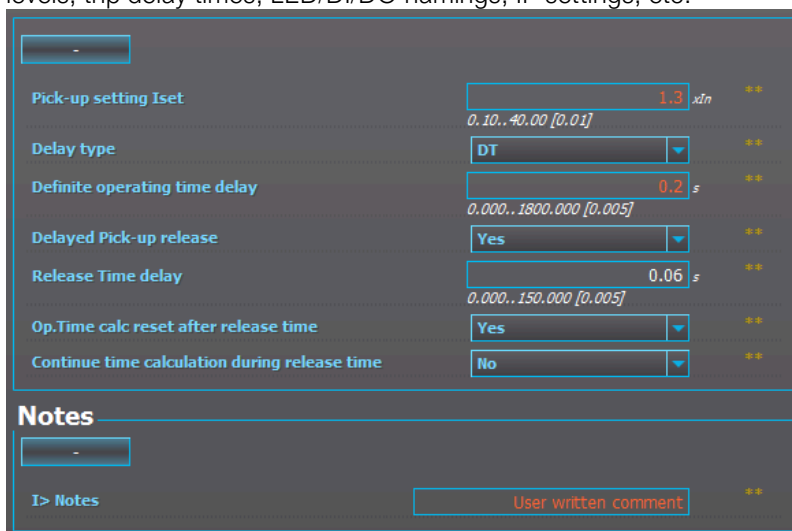 levels, trip delay times, LED/DI/DO namings, IP settings, etc.
-
Pick-up setting Iset 1.3 xIn **
0.10..40.00 [0.01]
Delay type DT **
Definite operating time delay 0.2 s **
0.000..1800.000 [0.005]
Delayed Pick-up release Yes **
Release Time delay 0.06 s **
0.000..150.000 [0.005]
Op.Time calc reset after release time Yes **
Continue time calculation during release time No **
Notes
-
I> Notes User written comment **